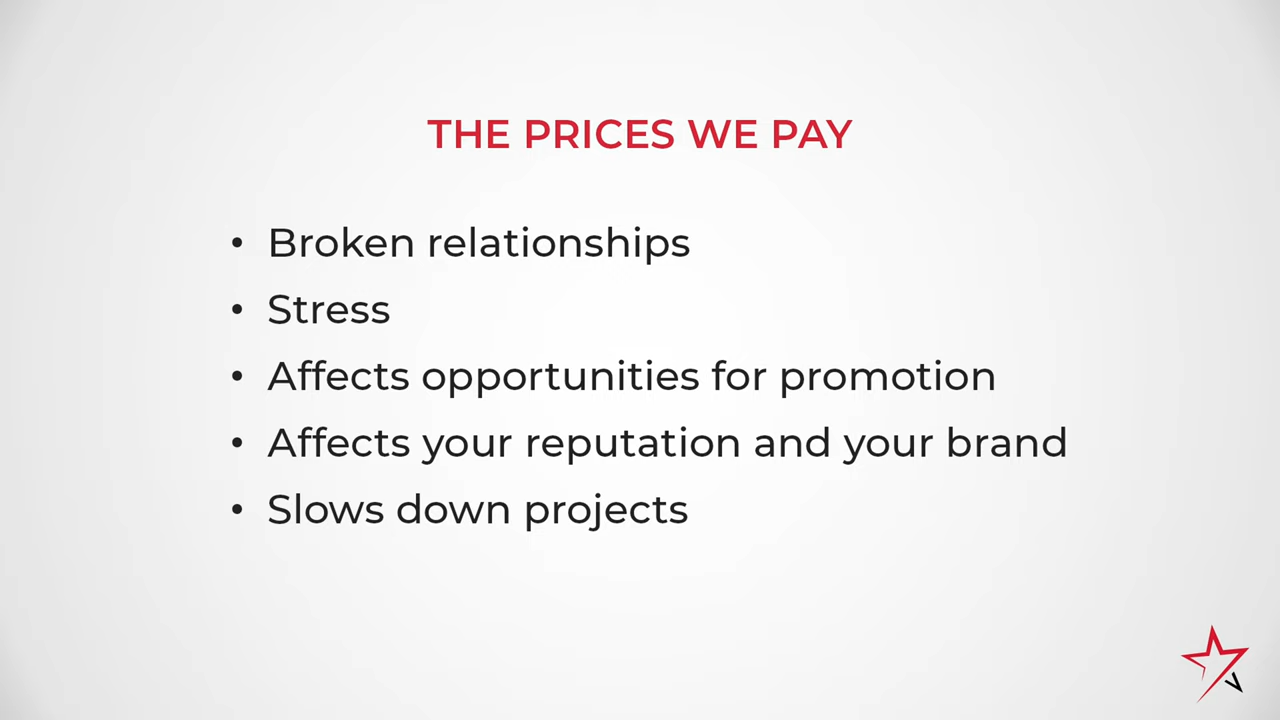 THE PRICES WE PAY
• Broken relationships
• Stress
• Affects opportunities for promotion
• Affects your reputation and your brand
• Slows down projects